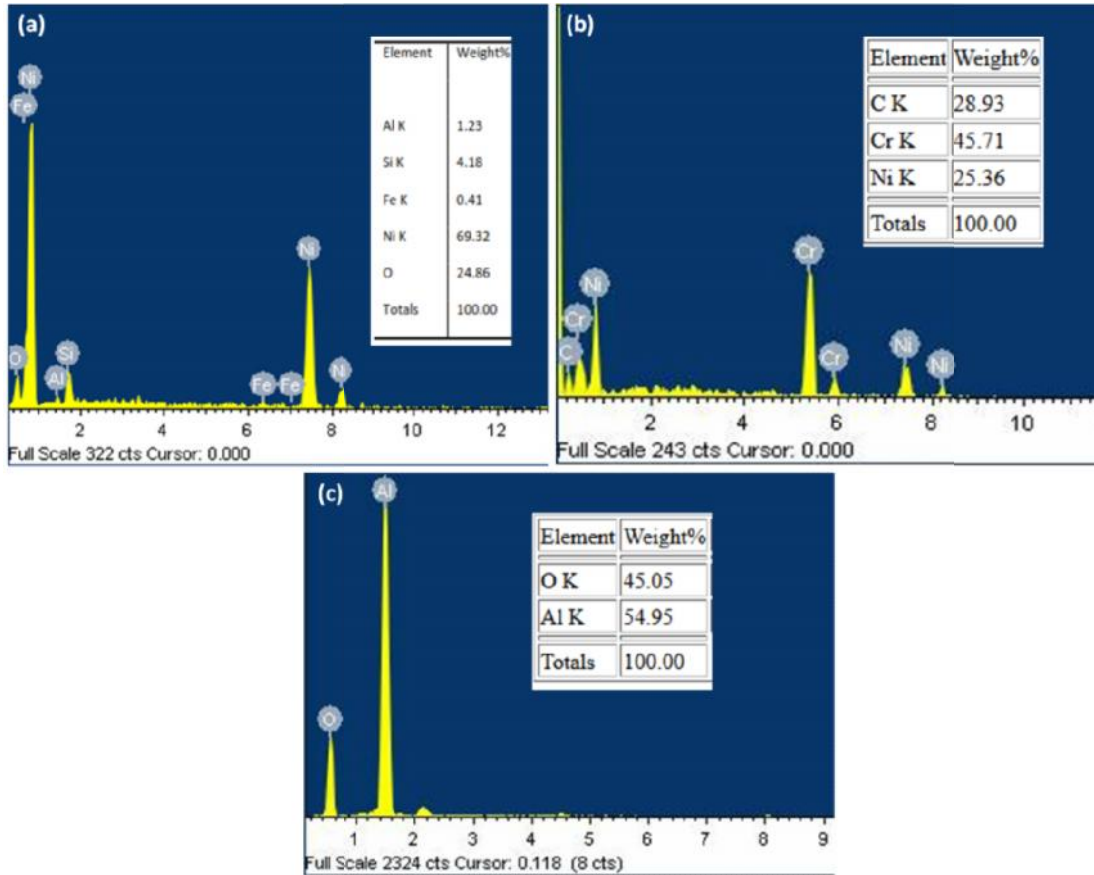 (a)
Element Weight%
Al K 1.23
Si K 4.18
Fe K 0.41
Ni K 69.32
O 24.86
Totals 100.00
Ni
Fe
O
Al
Si
Fe
Fe
Ni
N
2 4 6 8 10 12
Full Scale 322 cts Cursor: 0.000
(b)
Element Weight%
C K 28.93
Cr K 45.71
Ni K 25.36
Totals 100.00
C
Cr
Ni
Cr
Cr
Ni
Ni
2 4 6 8 10
Full Scale 243 cts Cursor: 0.000
(c)
Element Weight%
O K 45.05
Al K 54.95
Totals 100.00
O
Al
1 2 3 4 5 6 7 8 9
Full Scale 2324 cts Cursor: 0.118 (8 cts)